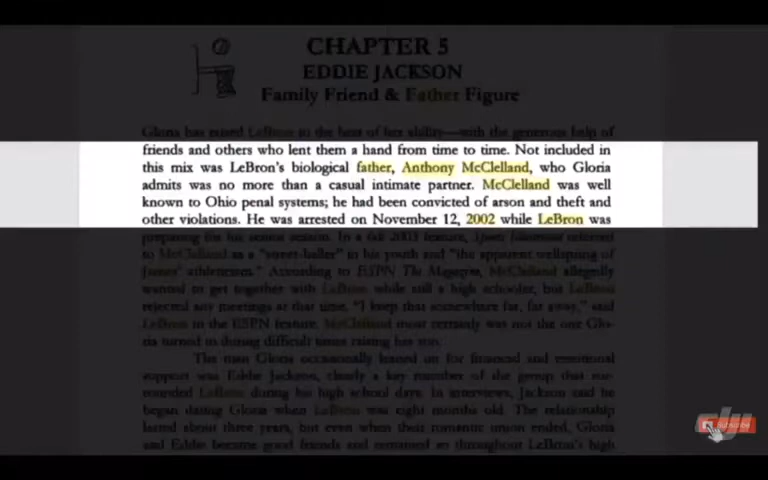 CHAPTER 5
EDDIE JACKSON
Family Friend & Father Figure
Gloria has raised LeBron to the best of her ability—with the generous help of
friends and others who lent them a hand from time to time. Not included in
this mix was LeBron's biological father, Anthony McClelland, who Gloria
admits was no more than a casual intimate partner. McClelland was well
known to Ohio penal systems; he had been convicted of arson and theft and
other violations. He was arrested on November 12, 2002 while LeBron was
preparing for his senior season. In a 2003 feature, referred
to McClelland as a "street-baller" in his youth and "the apparent wellspring of
James' athleticism." According to ESPN The Magazine, McClelland allegedly
wanted to get together with LeBron while still a high schooler, but LeBron
rejected any meetings at that time. "I keep that somewhere far, far away," said
LeBron in the ESPN feature. McClelland most certainly was not the one Glo-
ria turned to during difficult times raising his son.
The man Gloria occasionally leaned on for financial and emotional
support was Eddie Jackson, clearly a key member of the group that sur-
rounded LeBron during his high school days. In interviews, Jackson said he
began dating Gloria when LeBron was eight months old. The relationship
lasted about three years, but even when their romantic union ended, Gloria
and Eddie became good friends and remained so throughout LeBron's high
dji
Subscribe